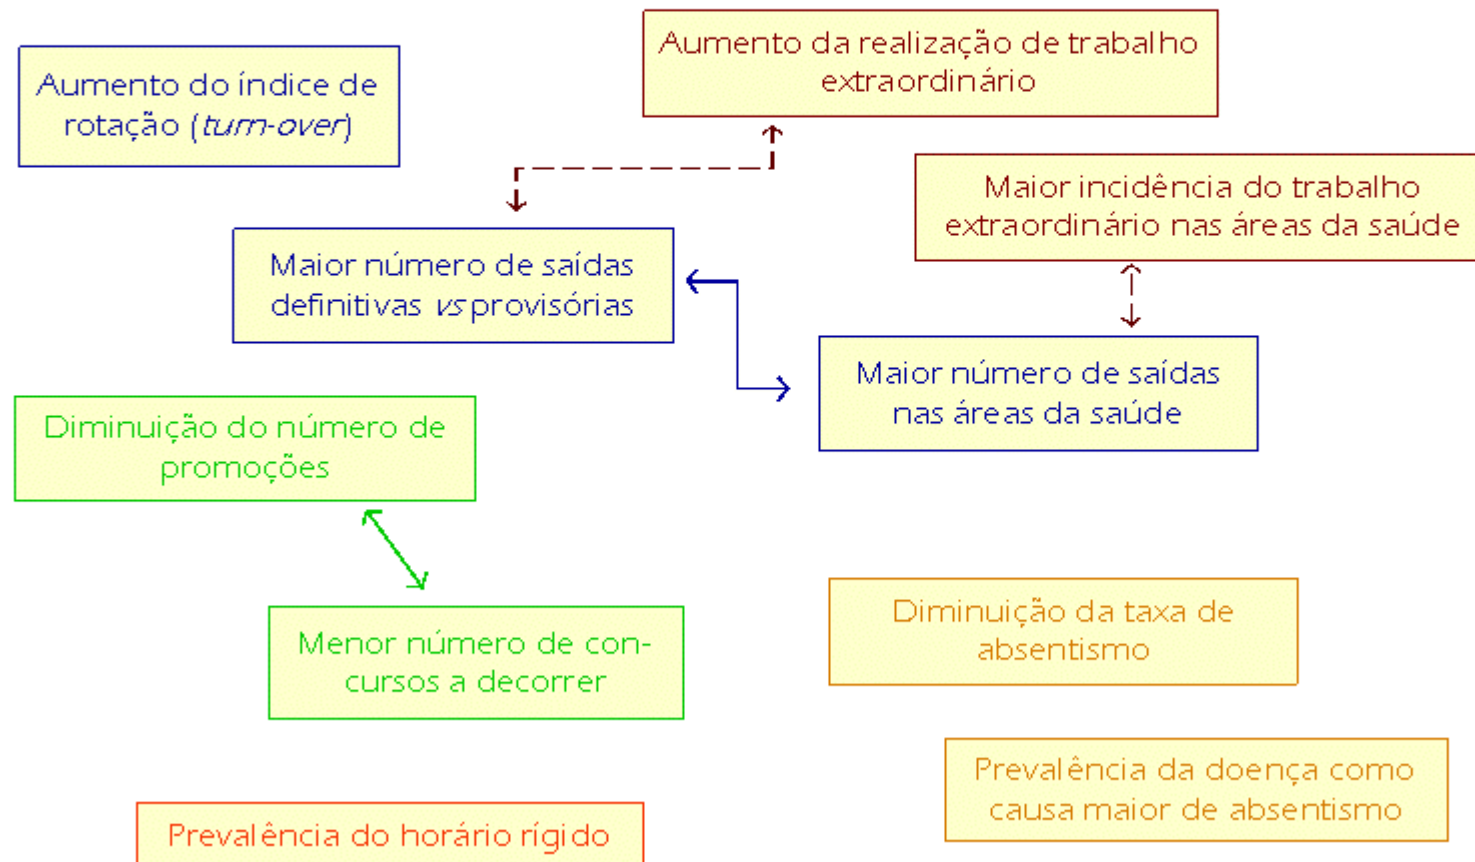 Aumento da realização de trabalho
extraordinário
Aumento do índice de
rotação (turn-over)
Maior incidência do trabalho
extraordinário nas áreas da saúde
Maior número de saídas
definitivas vs provisórias
Maior número de saídas
nas áreas da saúde
Diminuição do número de
promoções
Menor número de con-
cursos a decorrer
Diminuição da taxa de
absentismo
Prevalência da doença como
causa maior de absentismo
Prevalência do horário rígido